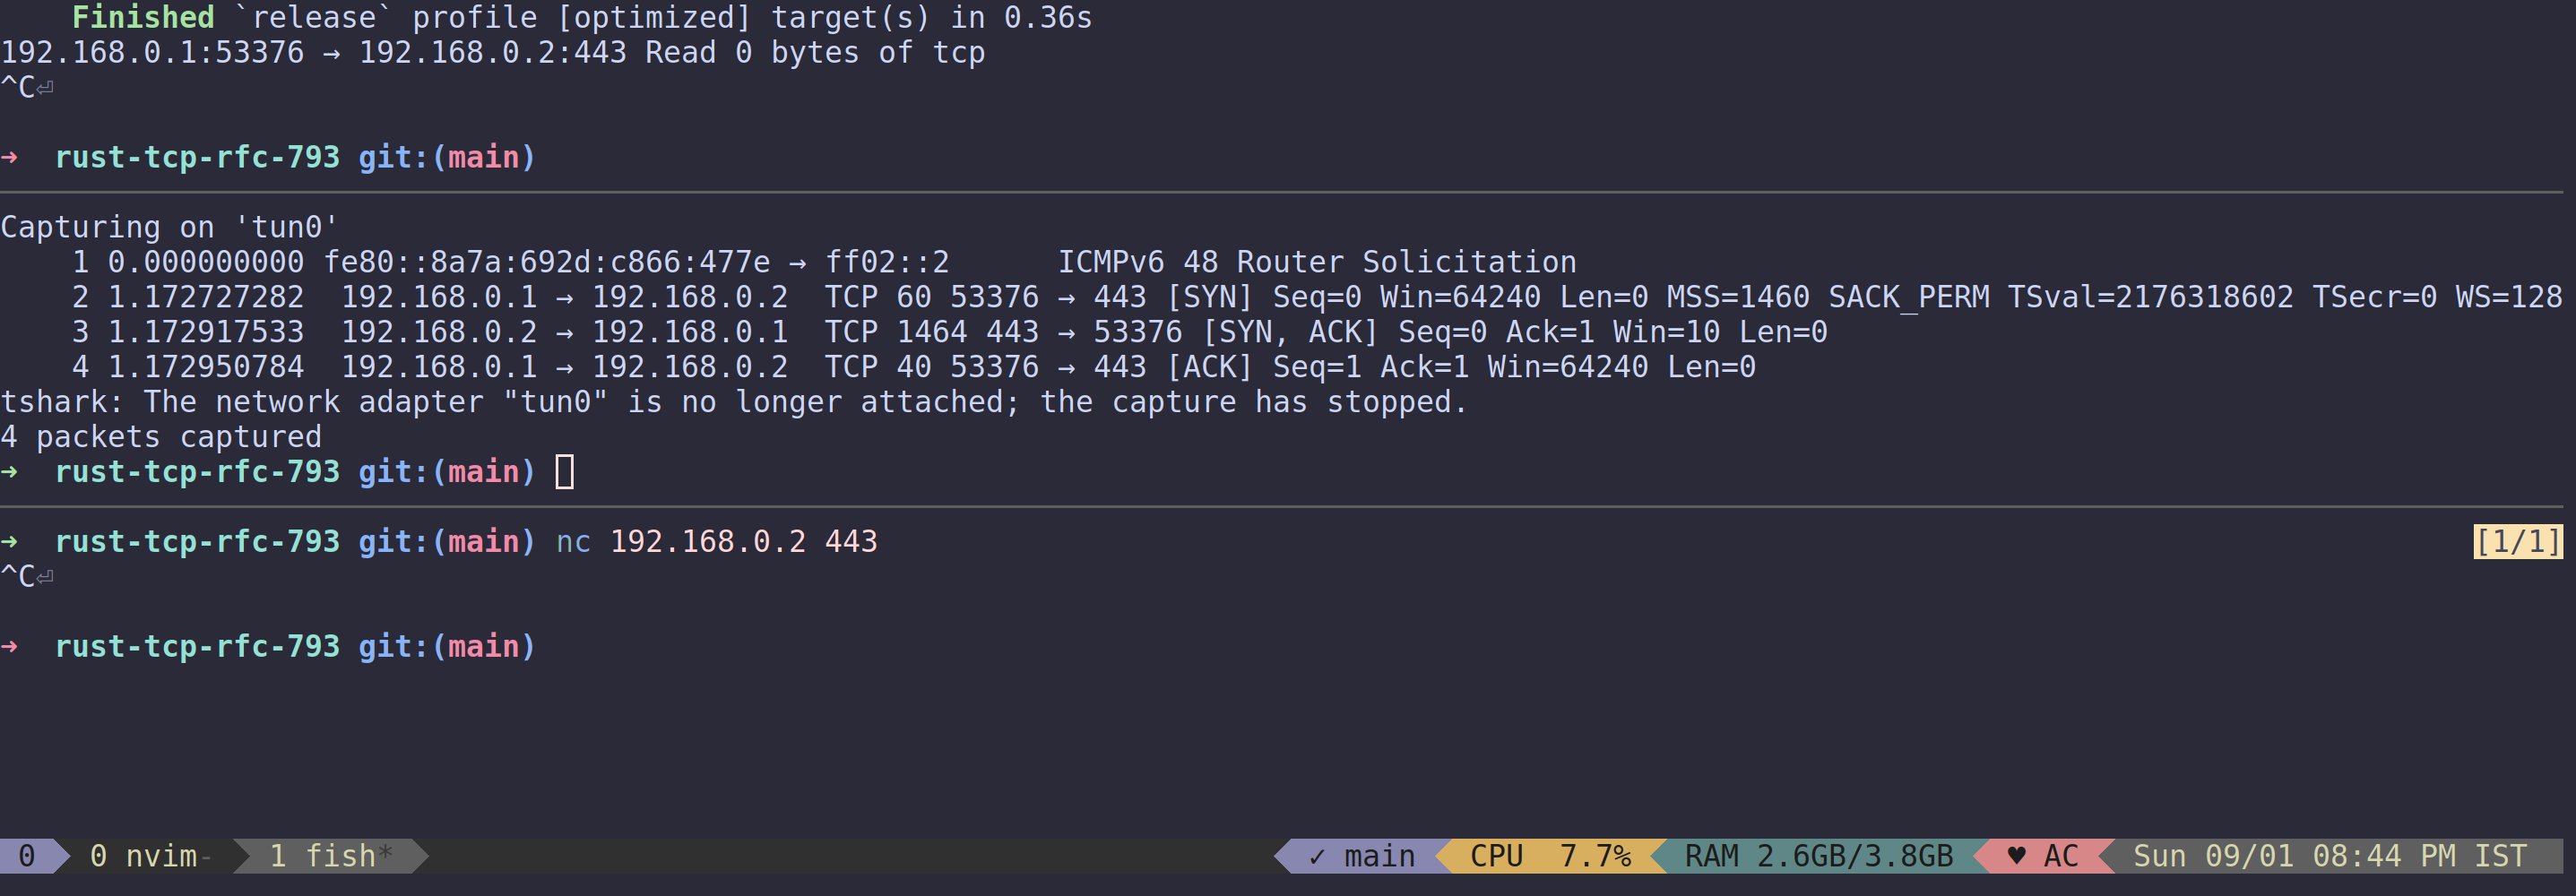 Finished `release` profile [optimized] target(s) in 0.36s
192.168.0.1:53376 → 192.168.0.2:443 Read 0 bytes of tcp
^C⏎
➜  rust-tcp-rfc-793 git:(main)
Capturing on 'tun0'
    1 0.000000000 fe80::8a7a:692d:c866:477e → ff02::2      ICMPv6 48 Router Solicitation
    2 1.172727282  192.168.0.1 → 192.168.0.2  TCP 60 53376 → 443 [SYN] Seq=0 Win=64240 Len=0 MSS=1460 SACK_PERM TSval=2176318602 TSecr=0 WS=128
    3 1.172917533  192.168.0.2 → 192.168.0.1  TCP 1464 443 → 53376 [SYN, ACK] Seq=0 Ack=1 Win=10 Len=0
    4 1.172950784  192.168.0.1 → 192.168.0.2  TCP 40 53376 → 443 [ACK] Seq=1 Ack=1 Win=64240 Len=0
tshark: The network adapter "tun0" is no longer attached; the capture has stopped.
4 packets captured
➜  rust-tcp-rfc-793 git:(main)
➜  rust-tcp-rfc-793 git:(main) nc 192.168.0.2 443 [1/1]
^C⏎
➜  rust-tcp-rfc-793 git:(main)
0 0 nvim- 1 fish* ✓ main CPU  7.7% RAM 2.6GB/3.8GB ♥ AC Sun 09/01 08:44 PM IST